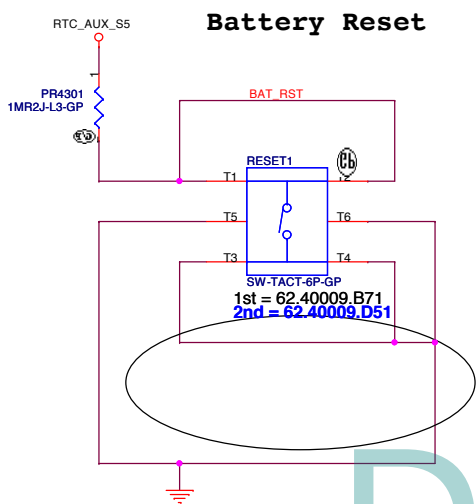 Battery Reset
RTC_AUX_S5
1
PR4301
1MR2J-L3-GP
BAT_RST
RESET1
T1
T5
T6
T3
T4
SW-TACT-6P-GP
1st = 62.40009.B71
2nd = 62.40009.D51
D